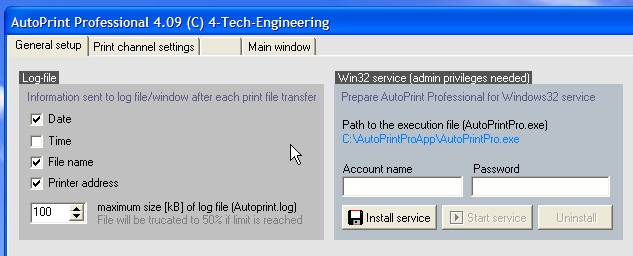 AutoPrint Professional 4.09 (C) 4-Tech-Engineering
General setup Print channel settings Main window
Log-file
Information sent to log file/window after each print file transfer
Date
Time
File name
Printer address
100 maximum size [kB] of log file (Autoprint.log)
File will be trucated to 50% if limit is reached
Win32 service (admin privileges needed)
Prepare AutoPrint Professional for Windows32 service
Path to the execution file (AutoPrintPro.exe)
C:\AutoPrintProApp\AutoPrintPro.exe
Account name Password
Install service Start service Uninstall